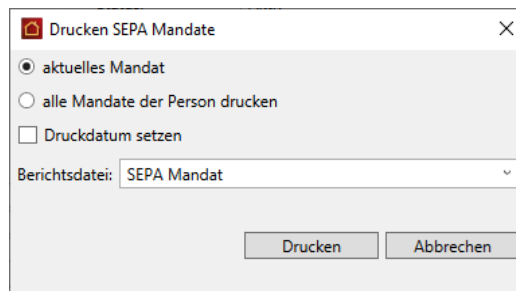 Drucken SEPA Mandate
aktuelles Mandat
alle Mandate der Person drucken
Druckdatum setzen
Berichtsdatei: SEPA Mandat
Drucken Abbrechen